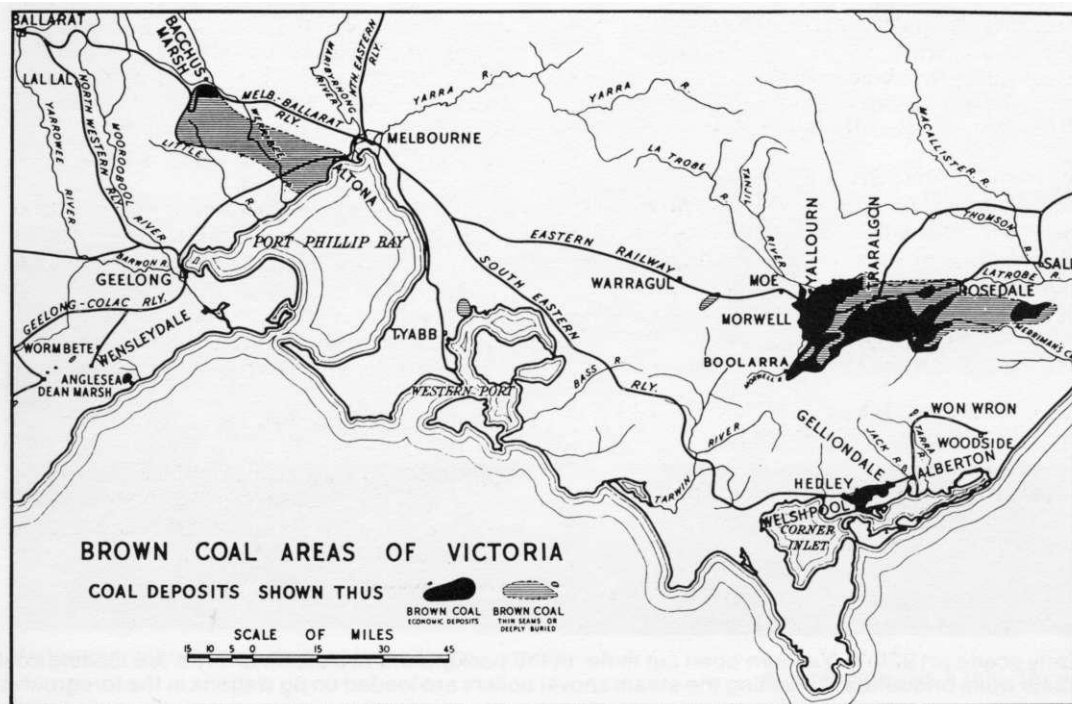 BALLARAT
LAL LAL
YARROWEE
RIVER
NORTH WESTERN
RLY
MOOROBOOL
RIVER
BACCHUS
MARSH
MELB-BALLARAT
RLY.
WERRIBEE
LITTLE
R.
MARIBYRNONG
RIVER
NTH. EASTERN
RLY.
YARRA
R.
MELBOURNE
ALTONA
PORT PHILLIP BAY
BARWON R.
GEELONG
GEELONG-COLAC RLY.
WORMBETE
WENSLEYDALE
ANGLESEA
DEAN MARSH
TYABB
WESTERN PORT
YARRA
R.
LA TROBE
R.
TANJIL
RIVER
MACALLISTER R.
THOMSON
R.
SALE
LATROBE
R.
ROSEDALE
YALLOURN
TRARALGON
EASTERN RAILWAY
WARRAGUL
MOE
MORWELL
SOUTH EASTERN
RLY.
BASS
R.
BOOLARRA
MORWELL R.
TARWIN
RIVER
GELLIONDALE
JACK R.
TARRA
R.
WON WRON
WOODSIDE
ALBERTON
HEDLEY
WELSHPOOL
CORNER
INLET
BROWN COAL AREAS OF VICTORIA
COAL DEPOSITS SHOWN THUS
BROWN COAL
ECONOMIC DEPOSITS
BROWN COAL
THIN SEAMS OR
DEEPLY BURIED
SCALE OF MILES
15 10 5 0 15 30 45